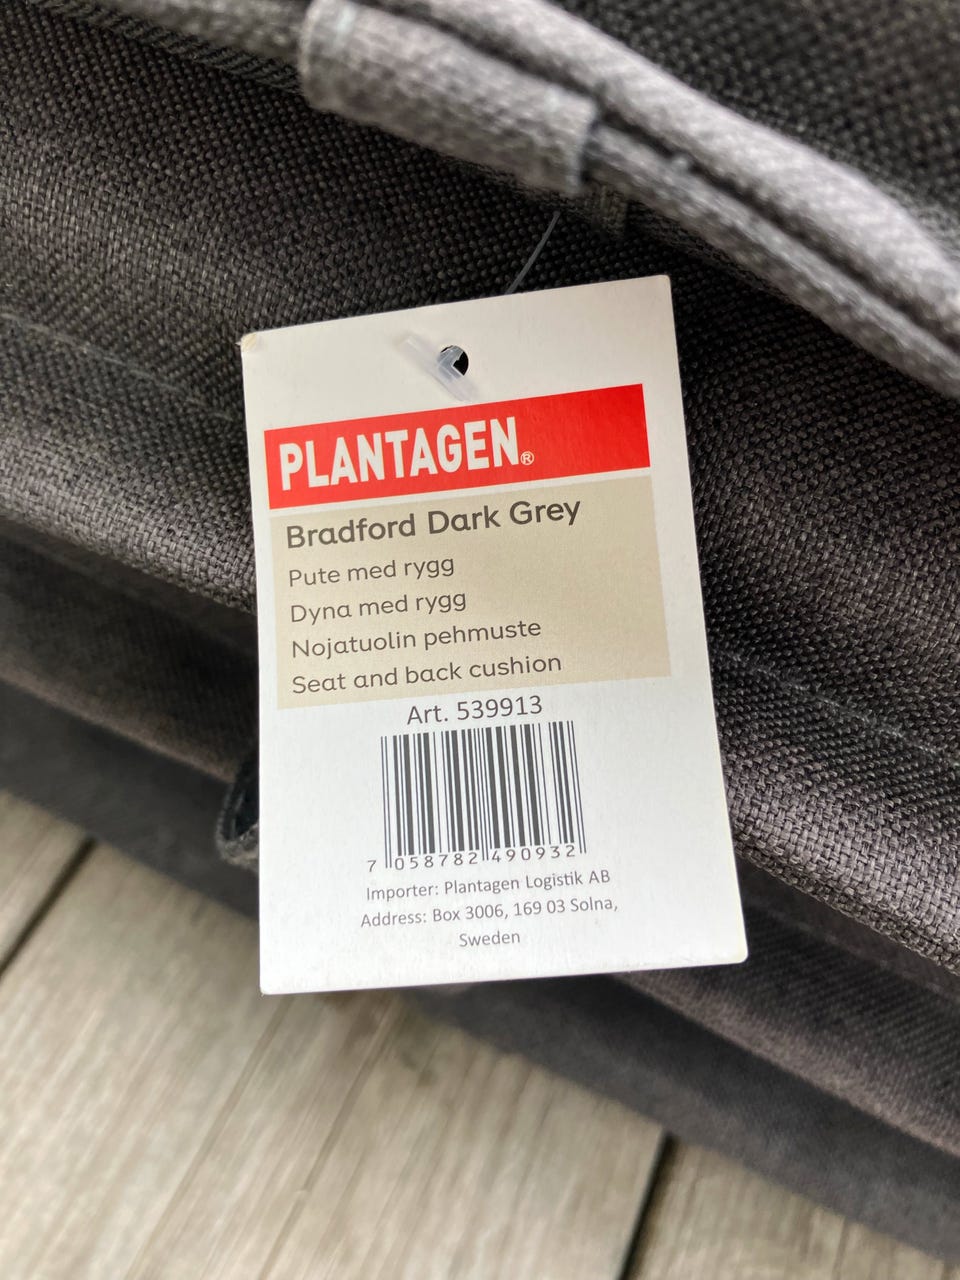 PLANTAGEN®
Bradford Dark Grey
Pute med rygg
Dyna med rygg
Nojatuolin pehmuste
Seat and back cushion
Art. 539913
7 058782 490932
Importer: Plantagen Logistik AB
Address: Box 3006, 169 03 Solna,
Sweden